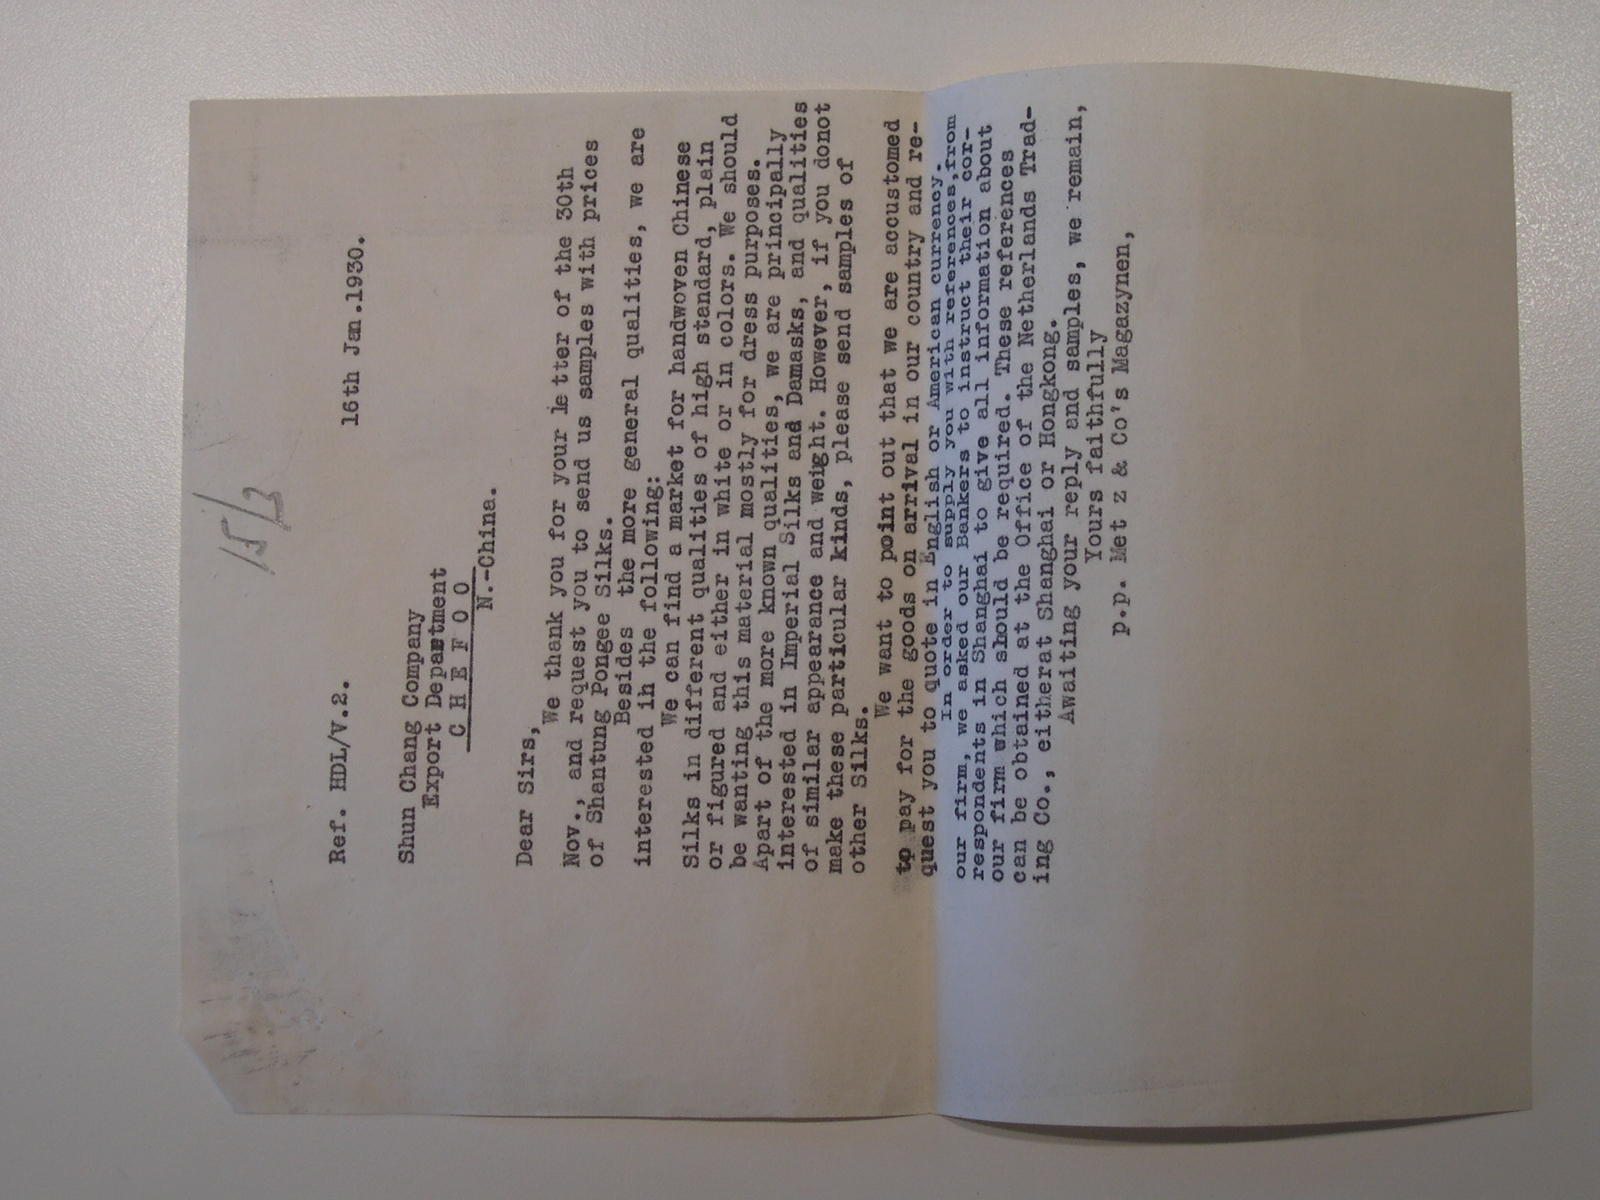 15/3
Ref. HDL/V.2.
16th Jan.1930.
Shun Chang Company
Export Department
C H E F O O
N.-China.
Dear Sirs,
We thank you for your letter of the 30th
Nov., and request you to send us samples with prices
of Shantung Pongee Silks.
Besides the more general qualities, we are
interested in the following:
We can find a market for handwoven Chinese
Silks in different qualities of high standard, plain
or figured and either in white or in colors. We should
be wanting this material mostly for dress purposes.
Apart of the more known qualities, we are principally
interested in Imperial Silks and Damasks, and qualities
of similar appearance and weight. However, if you donot
make these particular kinds, please send samples of
other Silks.
We want to point out that we are accustomed
to pay for the goods on arrival in our country and re-
quest you to quote in English or American currency.
In order to supply you with references,from
our firm, we asked our Bankers to instruct their cor-
respondents in Shanghai to give all information about
our firm which should be required. These references
can be obtained at the Office of the Netherlands Trad-
ing Co., eitherat Shanghai or Hongkong.
Awaiting your reply and samples, we remain,
Yours faithfully
p.p. Met z & Co's Magazynen,